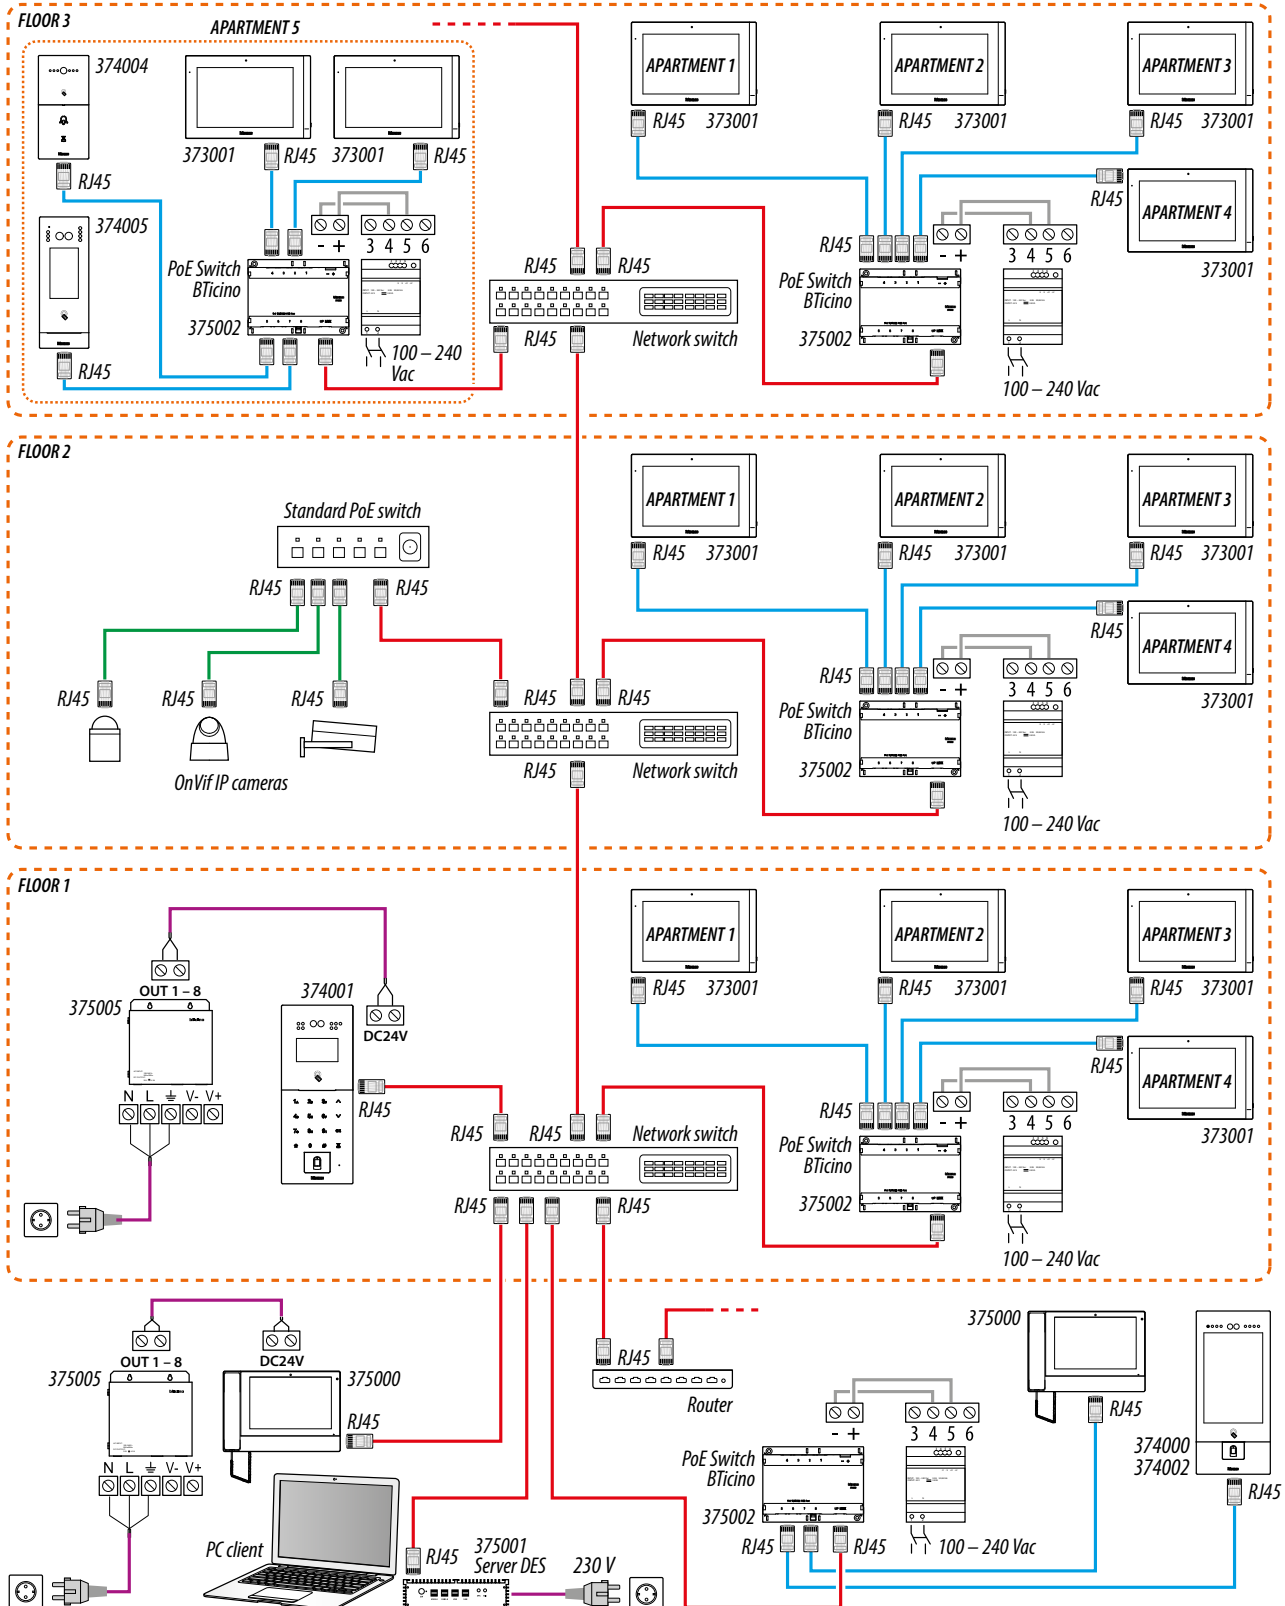 FLOOR 3
APARTMENT 5
374004
RJ45
373001
RJ45
373001
RJ45
374005
RJ45
PoE Switch
BTicino
375002
- +
3 4 5 6
100 – 240
Vac
RJ45
RJ45
RJ45
Network switch
APARTMENT 1
RJ45 373001
APARTMENT 2
RJ45 373001
APARTMENT 3
RJ45 373001
RJ45
APARTMENT 4
373001
RJ45
PoE Switch
BTicino
375002
- +
3 4 5 6
100 – 240 Vac
FLOOR 2
Standard PoE switch
RJ45
RJ45
RJ45
RJ45
RJ45
OnVif IP cameras
RJ45
RJ45
RJ45
Network switch
APARTMENT 1
RJ45 373001
APARTMENT 2
RJ45 373001
APARTMENT 3
RJ45 373001
RJ45
APARTMENT 4
373001
RJ45
PoE Switch
BTicino
375002
- +
3 4 5 6
100 – 240 Vac
FLOOR 1
OUT 1 – 8
375005
N L V- V+
374001
DC24V
RJ45
RJ45
RJ45
Network switch
RJ45
RJ45
APARTMENT 1
RJ45 373001
APARTMENT 2
RJ45 373001
APARTMENT 3
RJ45 373001
RJ45
APARTMENT 4
373001
RJ45
PoE Switch
BTicino
375002
- +
3 4 5 6
100 – 240 Vac
OUT 1 – 8
375005
N L V- V+
DC24V
375000
RJ45
PC client
RJ45
375001
Server DES
230 V
RJ45
Router
- +
3 4 5 6
PoE Switch
BTicino
375002
RJ45
RJ45
100 – 240 Vac
375000
RJ45
374000
374002
RJ45